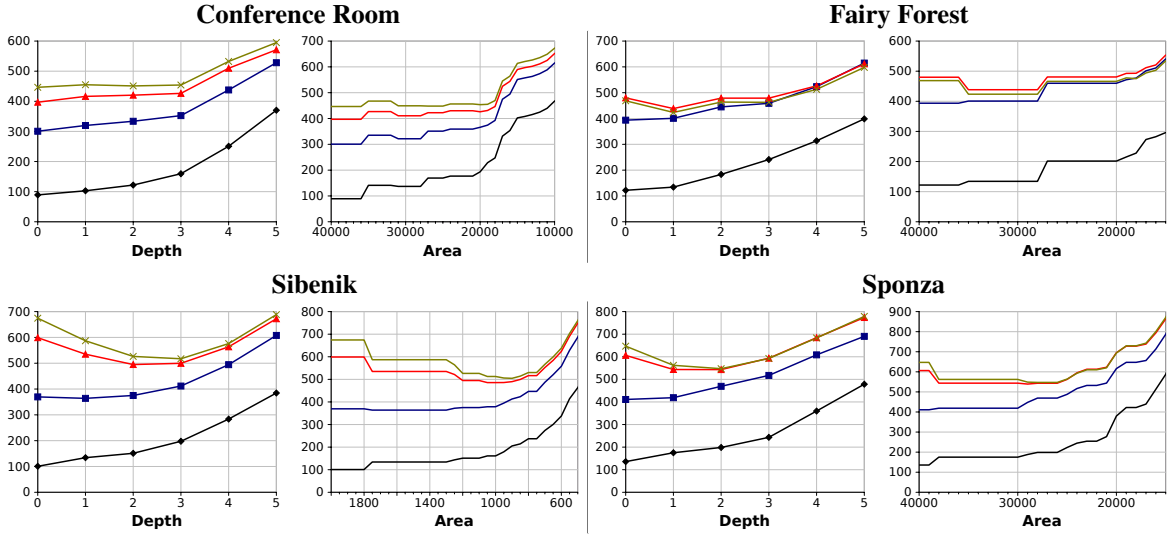 Conference Room
Fairy Forest
600 500 400 300 200 100 0
0 1 2 3 4 5
Depth
700 600 500 400 300 200 100 0
40000 30000 20000 10000
Area
700 600 500 400 300 200 100 0
0 1 2 3 4 5
Depth
700 600 500 400 300 200 100 0
40000 30000 20000
Area
Sibenik
Sponza
700 600 500 400 300 200 100 0
0 1 2 3 4 5
Depth
800 700 600 500 400 300 200 100 0
1800 1400 1000 600
Area
800 700 600 500 400 300 200 100 0
0 1 2 3 4 5
Depth
900 800 700 600 500 400 300 200 100 0
40000 30000 20000
Area